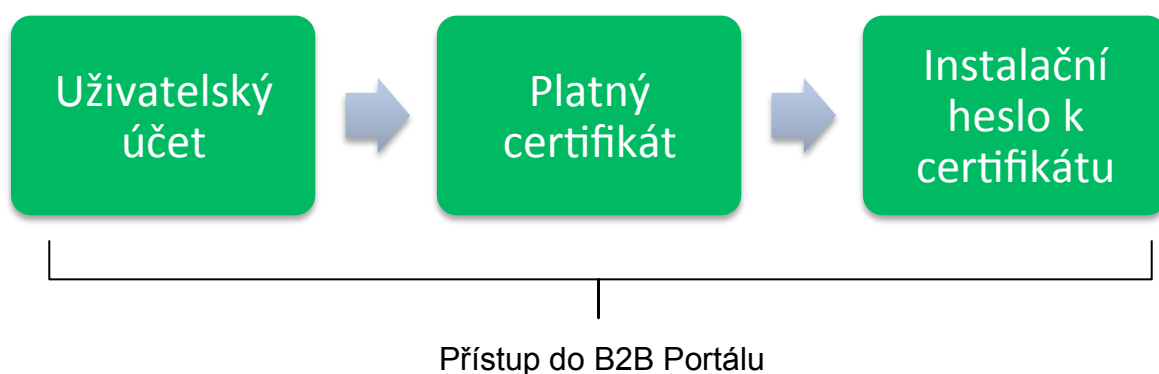 Uživatelský
účet
Platný
certifikát
Instalační
heslo k
certifikátu
Přístup do B2B Portálu